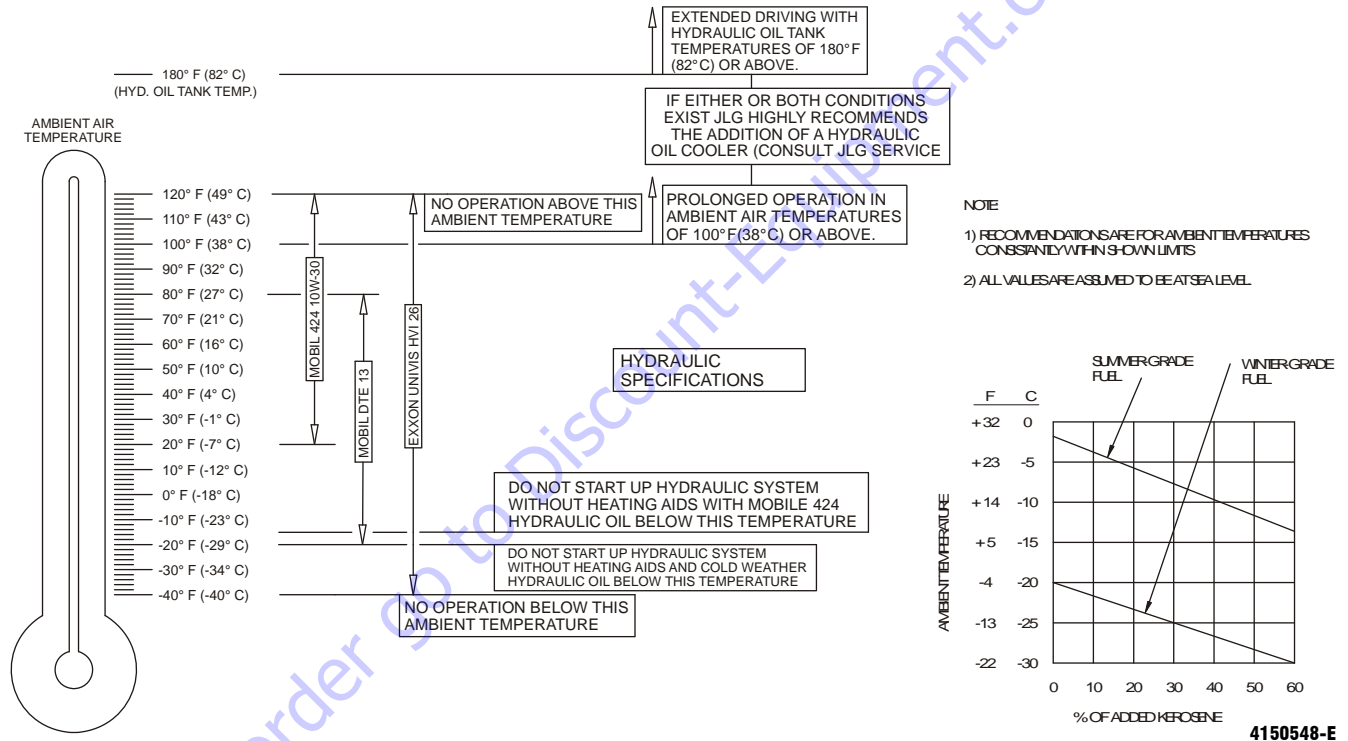 EXTENDED DRIVING WITH
HYDRAULIC OIL TANK
TEMPERATURES OF 180°F
(82°C) OR ABOVE.
180° F (82° C)
(HYD. OIL TANK TEMP.)
IF EITHER OR BOTH CONDITIONS
EXIST JLG HIGHLY RECOMMENDS
THE ADDITION OF A HYDRAULIC
OIL COOLER (CONSULT JLG SERVICE
AMBIENT AIR
TEMPERATURE
120° F (49° C)
110° F (43° C)
100° F (38° C)
90° F (32° C)
80° F (27° C)
70° F (21° C)
60° F (16° C)
50° F (10° C)
40° F (4° C)
30° F (-1° C)
20° F (-7° C)
10° F (-12° C)
0° F (-18° C)
-10° F (-23° C)
-20° F (-29° C)
-30° F (-34° C)
-40° F (-40° C)
MOBIL 424 10W-30
MOBIL DTE 13
EXXON UNIVIS HVI 26
NO OPERATION ABOVE THIS
AMBIENT TEMPERATURE
PROLONGED OPERATION IN
AMBIENT AIR TEMPERATURES
OF 100°F(38°C) OR ABOVE.
HYDRAULIC
SPECIFICATIONS
DO NOT START UP HYDRAULIC SYSTEM
WITHOUT HEATING AIDS WITH MOBILE 424
HYDRAULIC OIL BELOW THIS TEMPERATURE
DO NOT START UP HYDRAULIC SYSTEM
WITHOUT HEATING AIDS AND COLD WEATHER
HYDRAULIC OIL BELOW THIS TEMPERATURE
NO OPERATION BELOW THIS
AMBIENT TEMPERATURE
NOTE:
1) RECOMMENDATIONS ARE FOR AMBIENT TEMPERATURES
CONSISTANTLY WITHIN SHOWN LIMITS
2) ALL VALUES ARE ASSUMED TO BE AT SEA LEVEL.
SUMMER-GRADE
FUEL
WINTER-GRADE
FUEL
F C
+32 0
+23 -5
+14 -10
+5 -15
-4 -20
-13 -25
-22 -30
AMBIENT TEMPERATURE
0 10 20 30 40 50 60
% OF ADDED KEROSENE
4150548-E
order go to Discount-Equipment.co